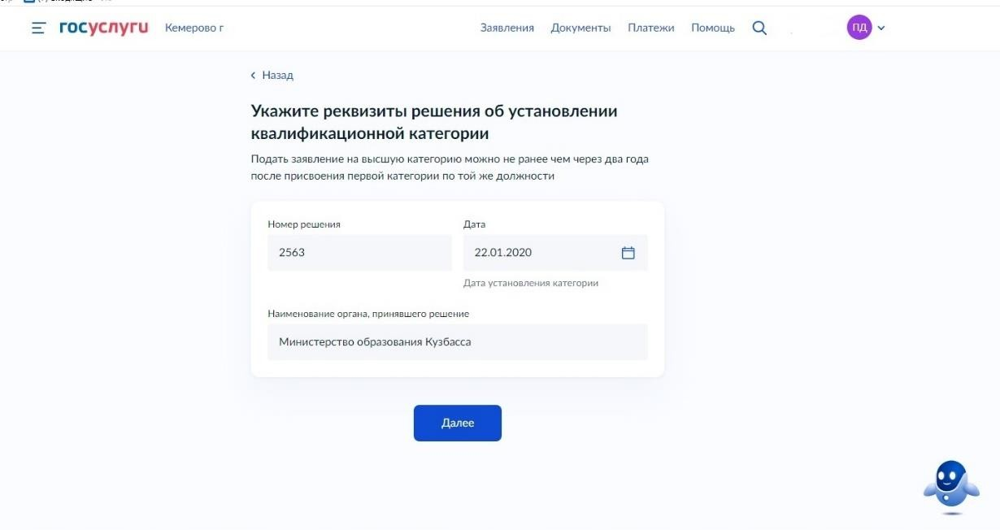 госуслуги Кемерово г Заявления Документы Платежи Помощь ПД
Назад
Укажите реквизиты решения об установлении
квалификационной категории
Подать заявление на высшую категорию можно не ранее чем через два года
после присвоения первой категории по той же должности
Номер решения Дата
2563 22.01.2020
Дата установления категории
Наименование органа, принявшего решение
Министерство образования Кузбасса
Далее